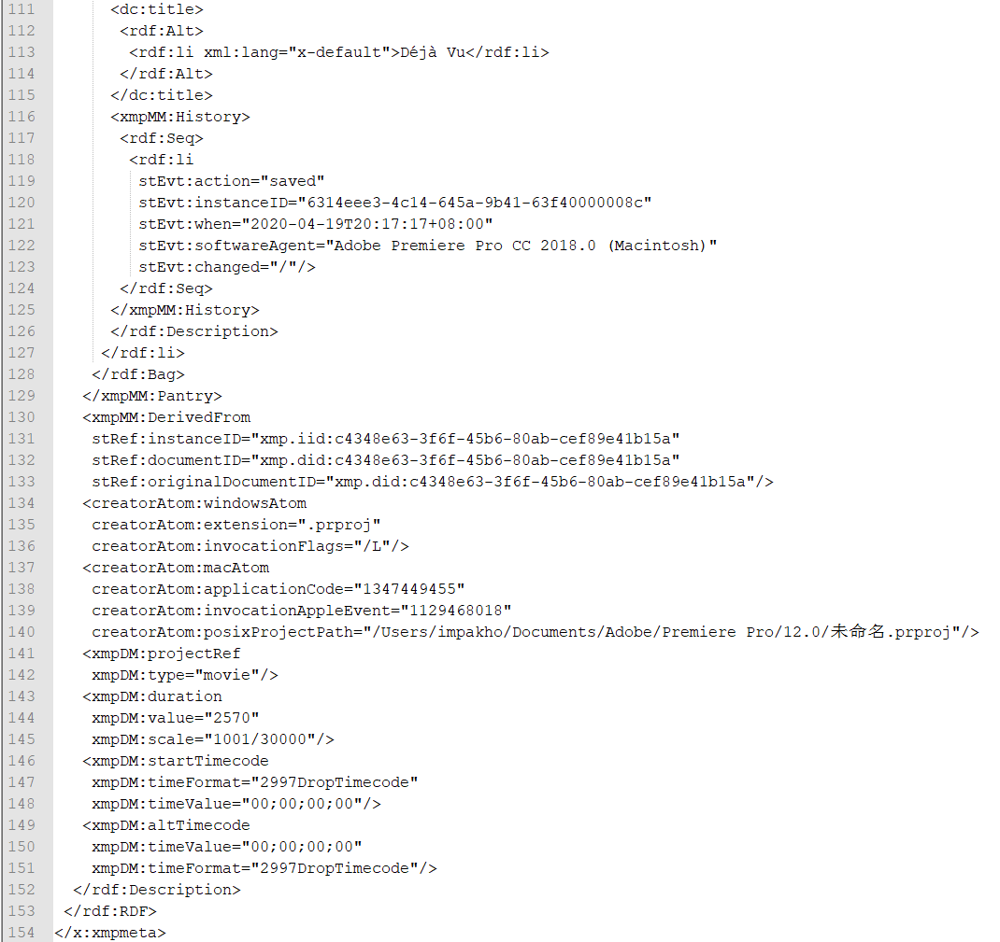 111 <dc:title>
112 <rdf:Alt>
113 <rdf:li xml:lang="x-default">Déjà Vu</rdf:li>
114 </rdf:Alt>
115 </dc:title>
116 <xmpMM:History>
117 <rdf:Seq>
118 <rdf:li
119 stEvt:action="saved"
120 stEvt:instanceID="6314eee3-4c14-645a-9b41-63f40000008c"
121 stEvt:when="2020-04-19T20:17:17+08:00"
122 stEvt:softwareAgent="Adobe Premiere Pro CC 2018.0 (Macintosh)"
123 stEvt:changed="/"/>
124 </rdf:Seq>
125 </xmpMM:History>
126 </rdf:Description>
127 </rdf:li>
128 </rdf:Bag>
129 </xmpMM:Pantry>
130 <xmpMM:DerivedFrom
131 stRef:instanceID="xmp.iid:c4348e63-3f6f-45b6-80ab-cef89e41b15a"
132 stRef:documentID="xmp.did:c4348e63-3f6f-45b6-80ab-cef89e41b15a"
133 stRef:originalDocumentID="xmp.did:c4348e63-3f6f-45b6-80ab-cef89e41b15a"/>
134 <creatorAtom:windowsAtom
135 creatorAtom:extension=".prproj"
136 creatorAtom:invocationFlags="/L"/>
137 <creatorAtom:macAtom
138 creatorAtom:applicationCode="1347449455"
139 creatorAtom:invocationAppleEvent="1129468018"
140 creatorAtom:posixProjectPath="/Users/impakho/Documents/Adobe/Premiere Pro/12.0/未命名.prproj"/>
141 <xmpDM:projectRef
142 xmpDM:type="movie"/>
143 <xmpDM:duration
144 xmpDM:value="2570"
145 xmpDM:scale="1001/30000"/>
146 <xmpDM:startTimecode
147 xmpDM:timeFormat="2997DropTimecode"
148 xmpDM:timeValue="00;00;00;00"/>
149 <xmpDM:altTimecode
150 xmpDM:timeValue="00;00;00;00"
151 xmpDM:timeFormat="2997DropTimecode"/>
152 </rdf:Description>
153 </rdf:RDF>
154 </x:xmpmeta>